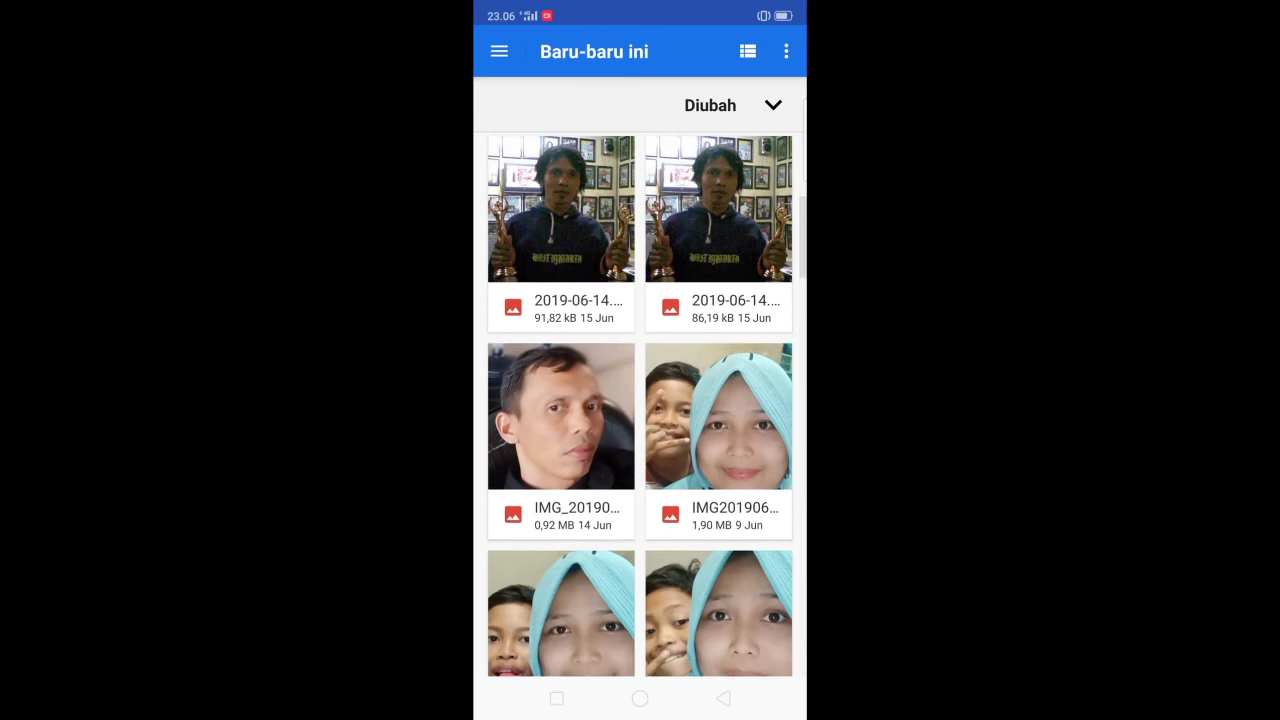 23.06
Baru-baru ini
Diubah
2019-06-14....
91,82 kB 15 Jun
2019-06-14....
86,19 kB 15 Jun
IMG_20190...
0,92 MB 14 Jun
IMG201906...
1,90 MB 9 Jun